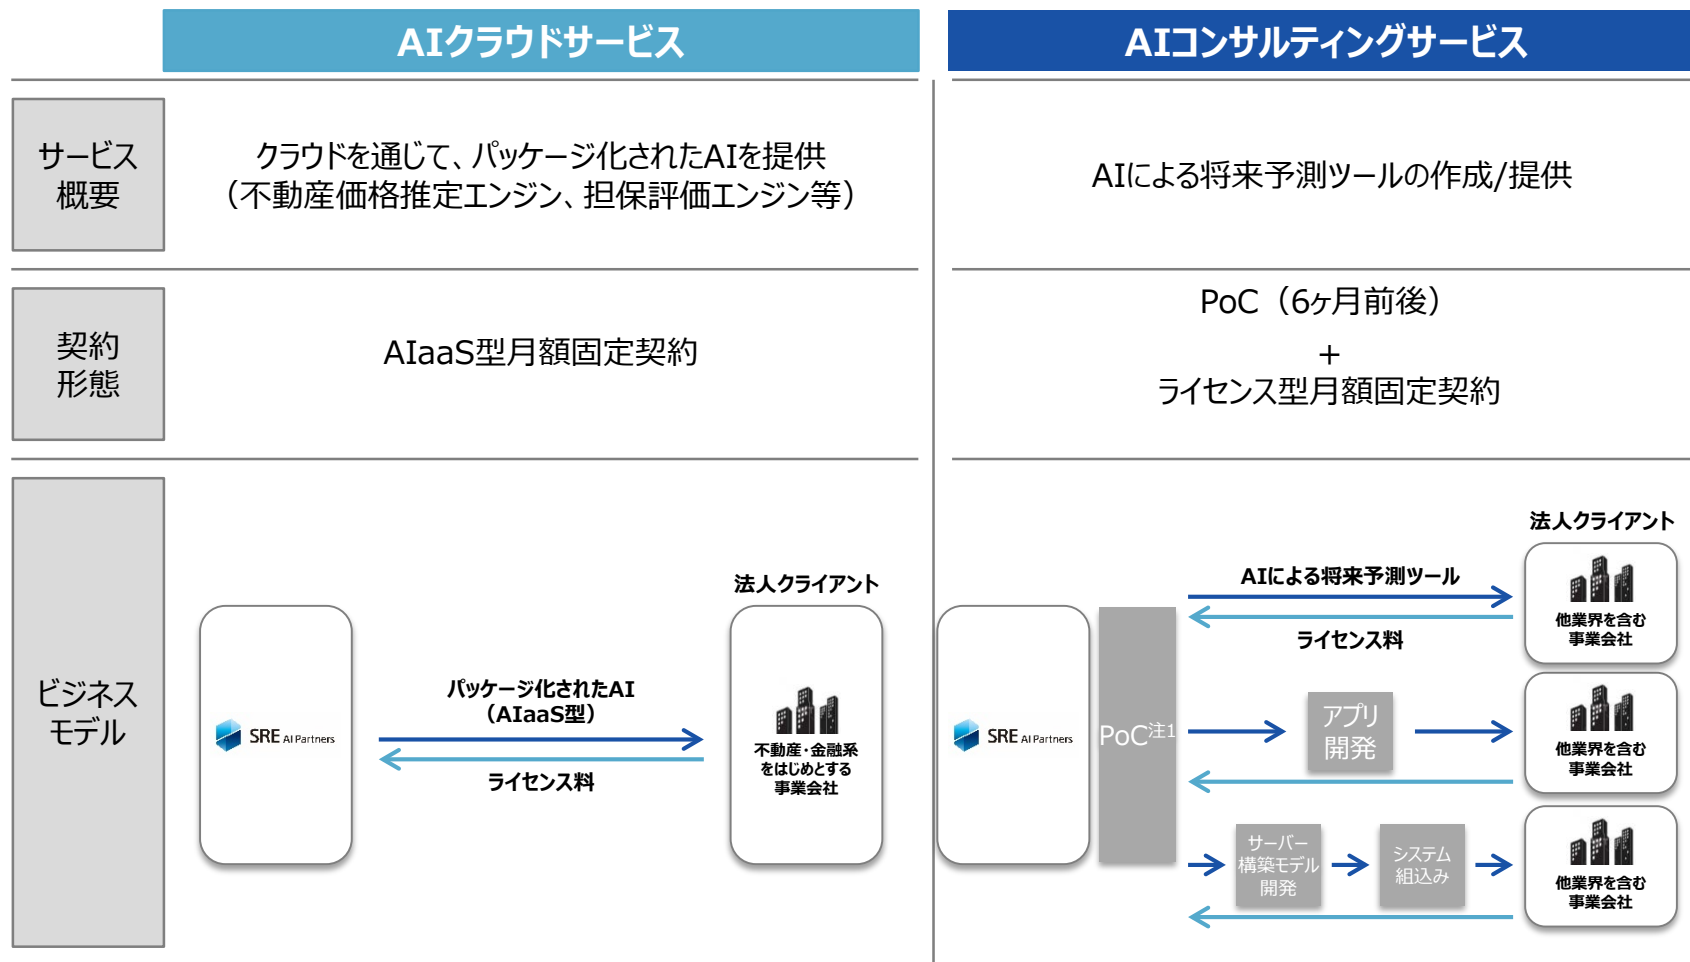 AIクラウドサービス
AIコンサルティングサービス
サービス
概要
クラウドを通じて、パッケージ化されたAIを提供
（不動産価格推定エンジン、担保評価エンジン等）
AIによる将来予測ツールの作成/提供
契約
形態
AIaaS型月額固定契約
PoC（6ヶ月前後）
+
ライセンス型月額固定契約
ビジネス
モデル
SRE AI Partners
パッケージ化されたAI
（AIaaS型）
ライセンス料
法人クライアント
不動産・金融系
をはじめとする
事業会社
SRE AI Partners
PoC注1
AIによる将来予測ツール
ライセンス料
法人クライアント
他業界を含む
事業会社
アプリ
開発
他業界を含む
事業会社
サーバー
構築モデル
開発
システム
組込み
他業界を含む
事業会社